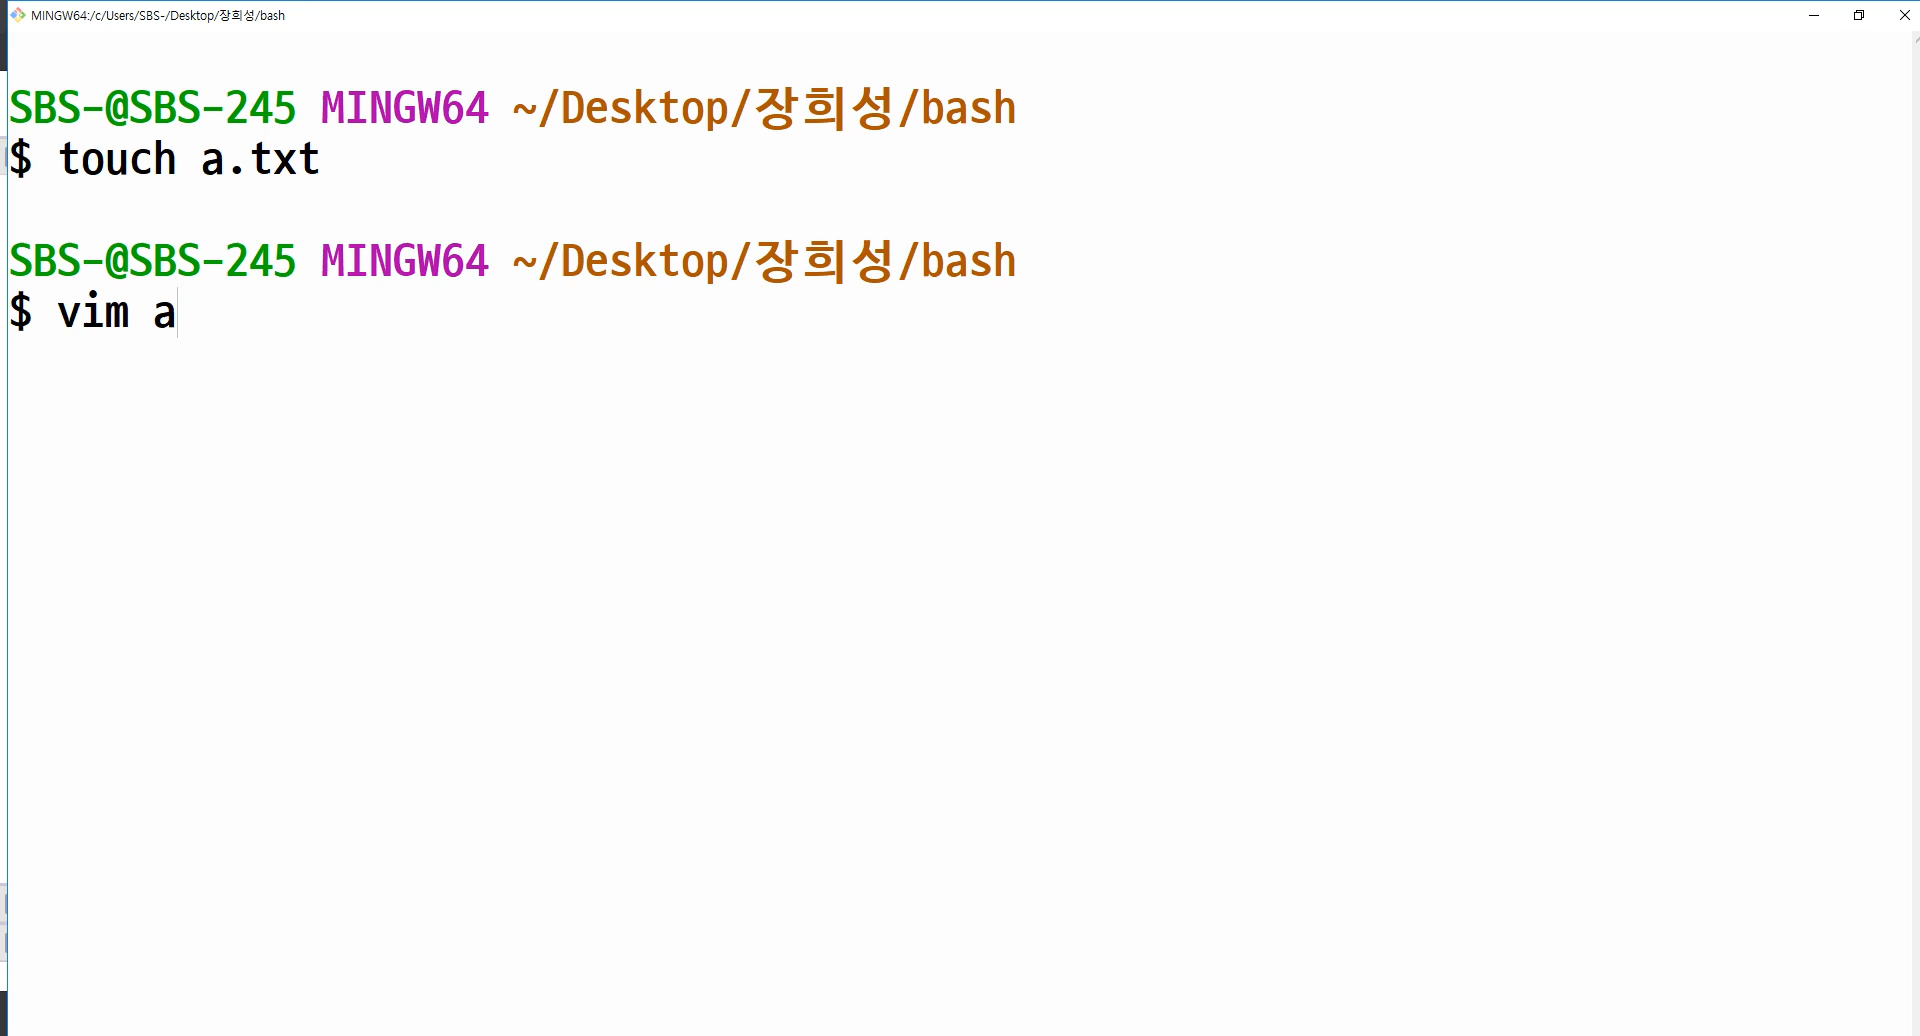 MINGW64:/c/Users/SBS-/Desktop/장희성/bash
SBS-@SBS-245 MINGW64 ~/Desktop/장희성/bash
$ touch a.txt
SBS-@SBS-245 MINGW64 ~/Desktop/장희성/bash
$ vim a